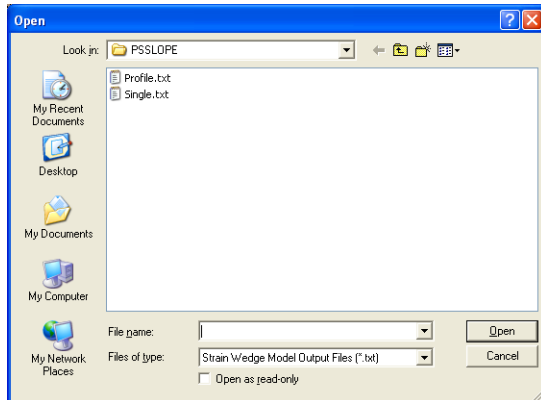 Open
Look in: PSSLOPE
My Recent
Documents
Desktop
My Documents
My Computer
My Network
Places
Profile.txt
Single.txt
File name:
Open
Files of type: Strain Wedge Model Output Files (*.txt)
Cancel
Open as read-only